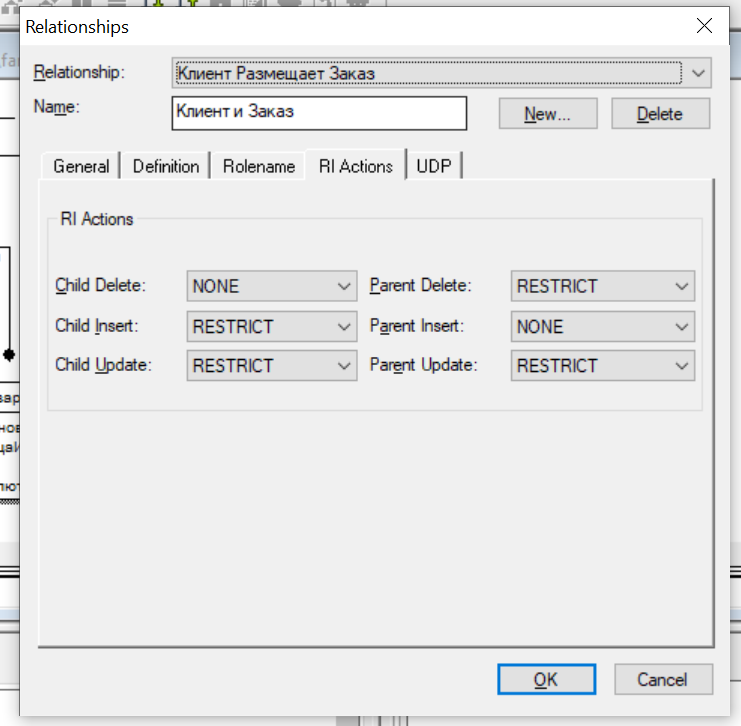 Relationships
Relationship: Клиент Размещает Заказ
Name: Клиент и Заказ New... Delete
General Definition Rolename RI Actions UDP
RI Actions
Child Delete: NONE Parent Delete: RESTRICT
Child Insert: RESTRICT Parent Insert: NONE
Child Update: RESTRICT Parent Update: RESTRICT
OK Cancel